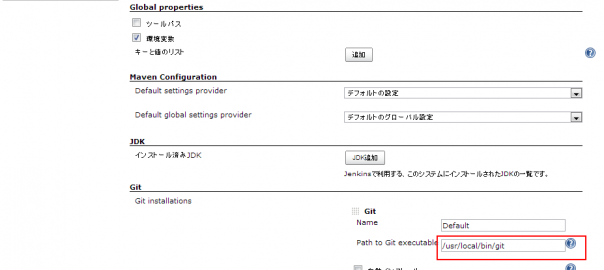 Global properties
ツールパス
環境変数
キーと値のリスト 追加
Maven Configuration
Default settings provider デフォルトの設定
Default global settings provider デフォルトのグローバル設定
JDK
インストール済みJDK JDK追加
Jenkinsで利用する、このシステムにインストールされたJDKの一覧です。
Git
Git installations
Git
Name Default
Path to Git executable /usr/local/bin/git